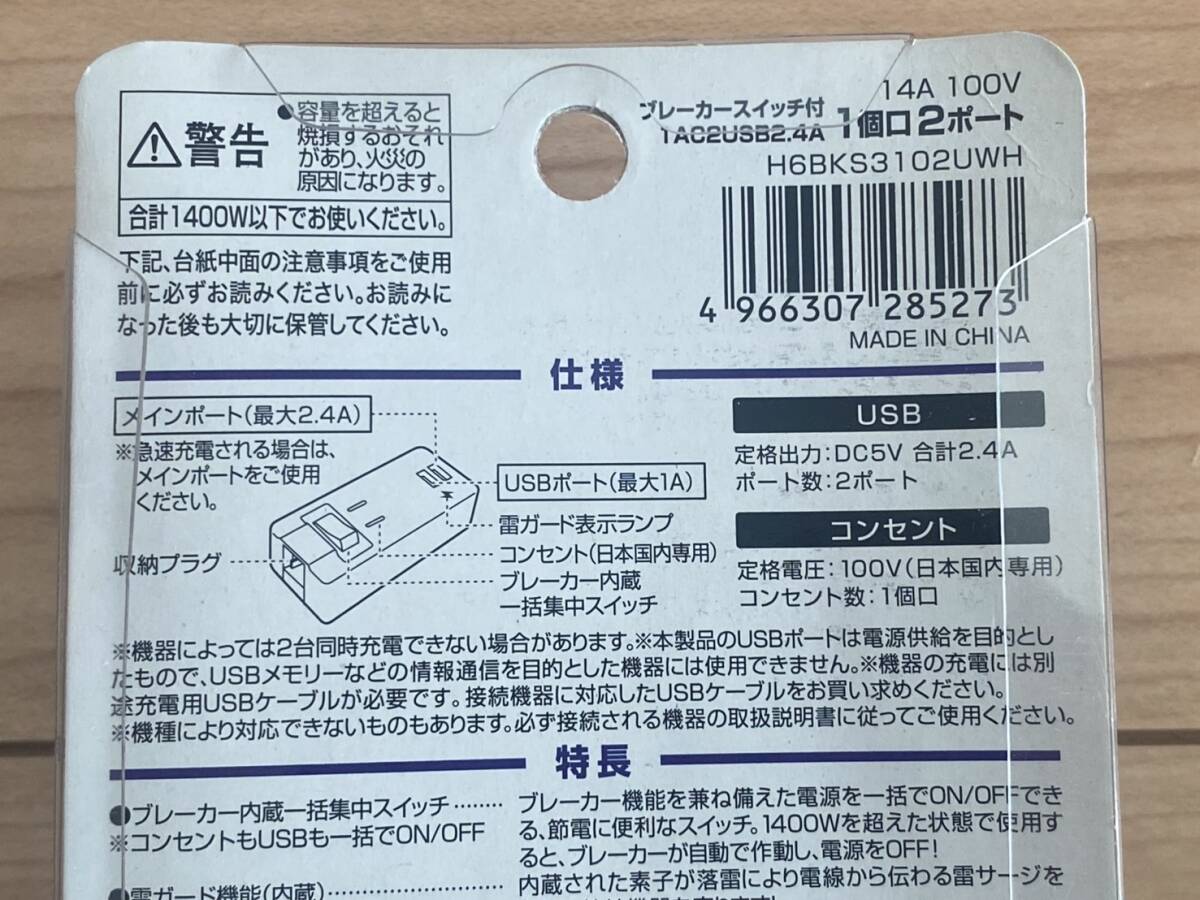 警告
●容量を超えると
焼損するおそれ
があり、火災の
原因になります。
合計1400W以下でお使いください。
下記、台紙中面の注意事項をご使用
前に必ずお読みください。お読みに
なった後も大切に保管してください。
14A 100V
ブレーカースイッチ付
1AC2USB2.4A 1個口2ポート
H6BKS3102UWH
4 966307 285273
MADE IN CHINA
仕様
メインポート(最大2.4A)
※急速充電される場合は、
メインポートをご使用
ください。
収納プラグ
USBポート(最大1A)
雷ガード表示ランプ
コンセント(日本国内専用)
ブレーカー内蔵
一括集中スイッチ
USB
定格出力:DC5V 合計2.4A
ポート数:2ポート
コンセント
定格電圧:100V(日本国内専用)
コンセント数:1個口
※機器によっては2台同時充電できない場合があります。※本製品のUSBポートは電源供給を目的とし
たもので、USBメモリーなどの情報通信を目的とした機器には使用できません。※機器の充電には別
途充電用USBケーブルが必要です。接続機器に対応したUSBケーブルをお買い求めください。
※機種により対応できないものもあります。必ず接続される機器の取扱説明書に従ってご使用ください。
特長
●ブレーカー内蔵一括集中スイッチ………
※コンセントもUSBも一括でON/OFF
ブレーカー機能を兼ね備えた電源を一括でON/OFFでき
る、節電に便利なスイッチ。1400Wを超えた状態で使用す
ると、ブレーカーが自動で作動し、電源をOFF!
●雷ガード機能(内蔵)……………………
内蔵された素子が落雷により電線から伝わる雷サージを